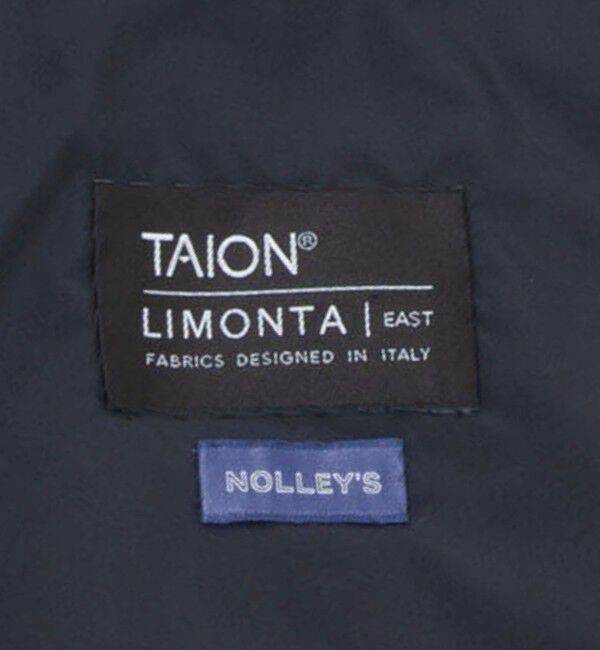 TAION®
LIMONTA | EAST
FABRICS DESIGNED IN ITALY
NOLLEY'S